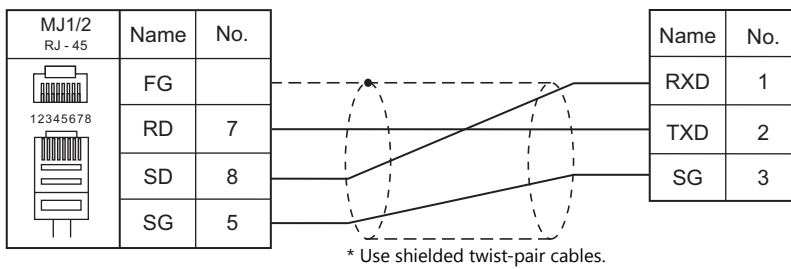 MJ1/2 Name No.
RJ - 45
FG
12345678
RD 7
SD 8
SG 5
Name No.
RXD 1
TXD 2
SG 3
* Use shielded twist-pair cables.